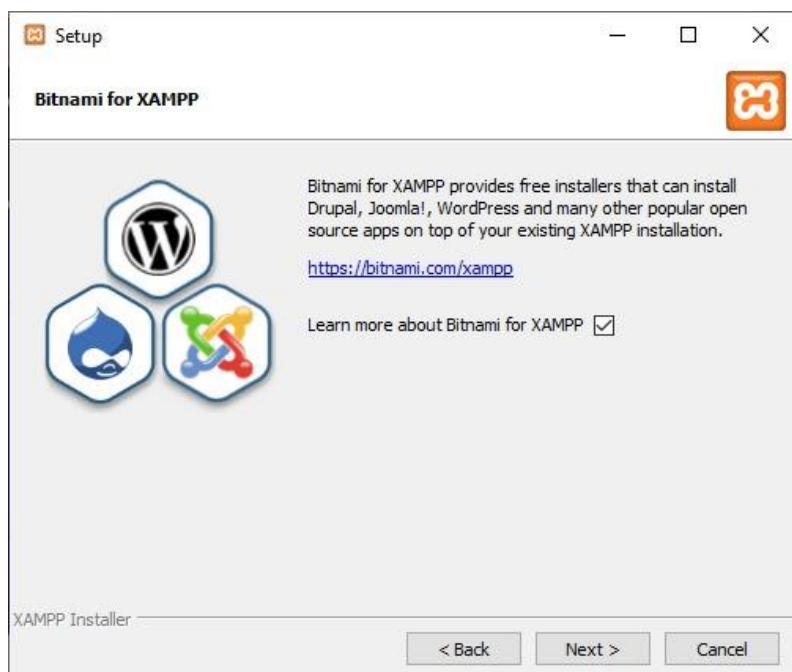 Setup
Bitnami for XAMPP
Bitnami for XAMPP provides free installers that can install
Drupal, Joomla!, WordPress and many other popular open
source apps on top of your existing XAMPP installation.
https://bitnami.com/xampp
Learn more about Bitnami for XAMPP
XAMPP Installer
< Back
Next >
Cancel